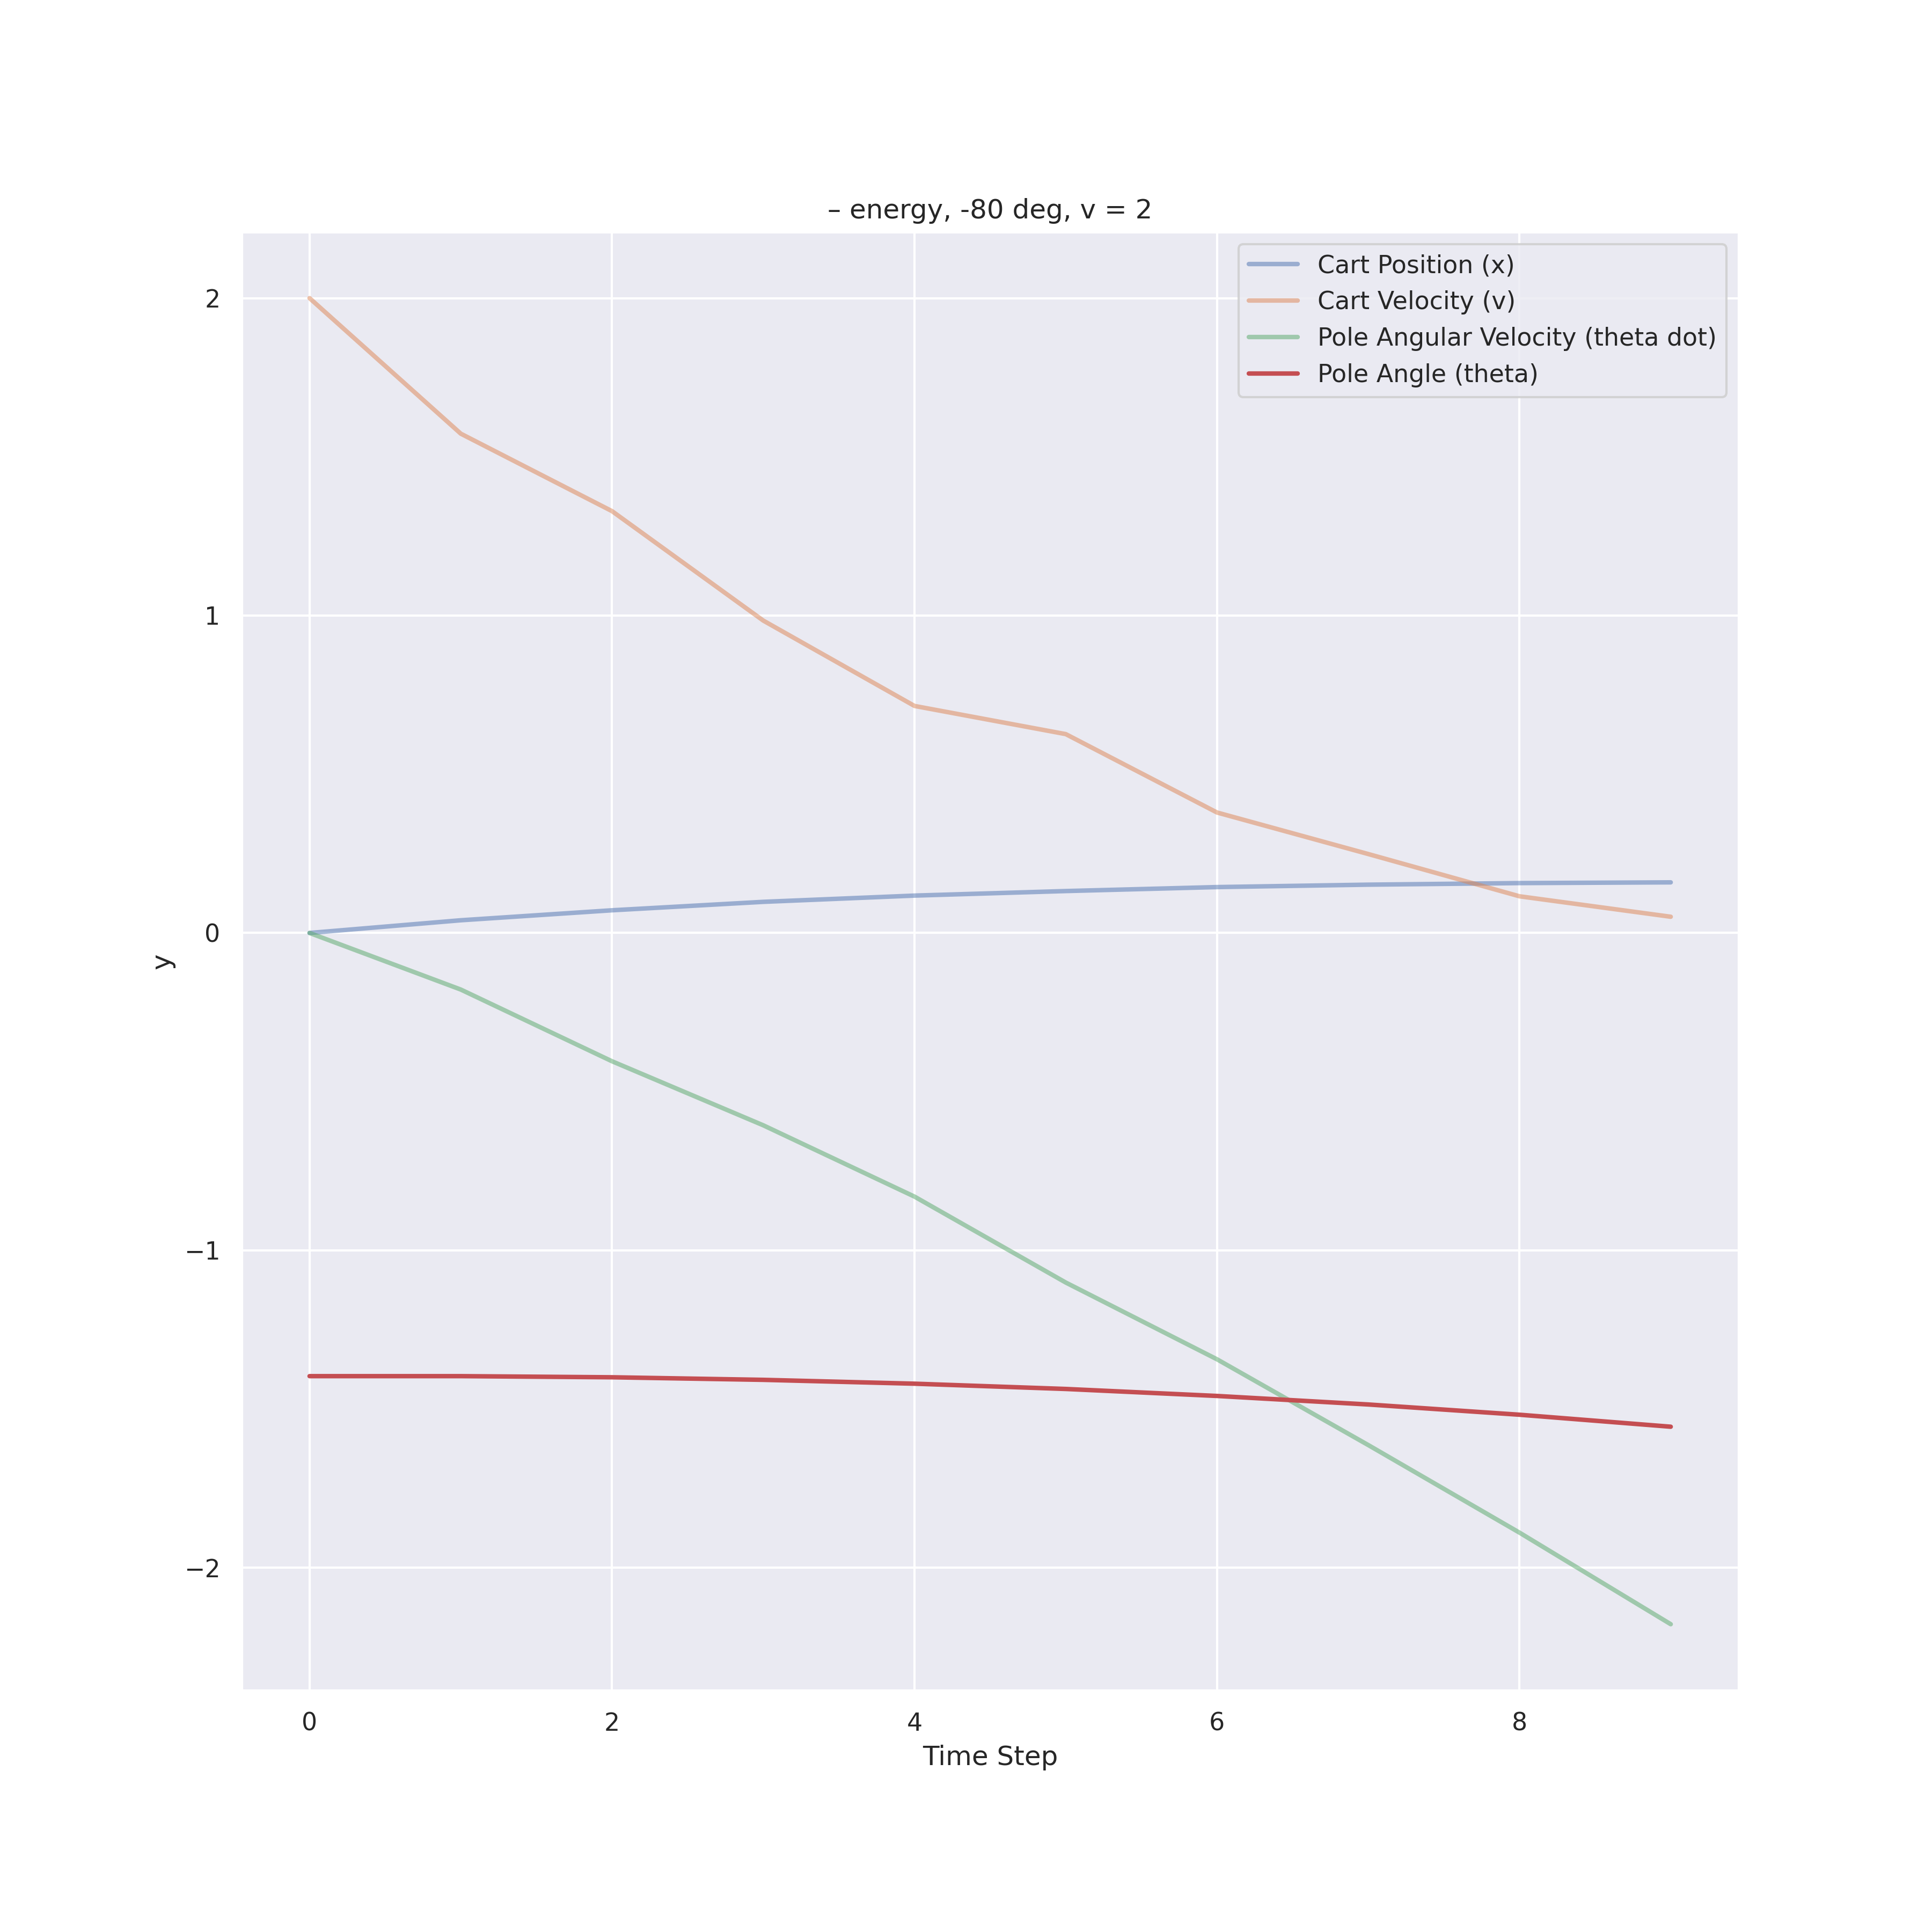 – energy, -80 deg, v = 2
Cart Position (x)
Cart Velocity (v)
Pole Angular Velocity (theta dot)
Pole Angle (theta)
2
1
0
−1
−2
y
0 2 4 6 8
Time Step